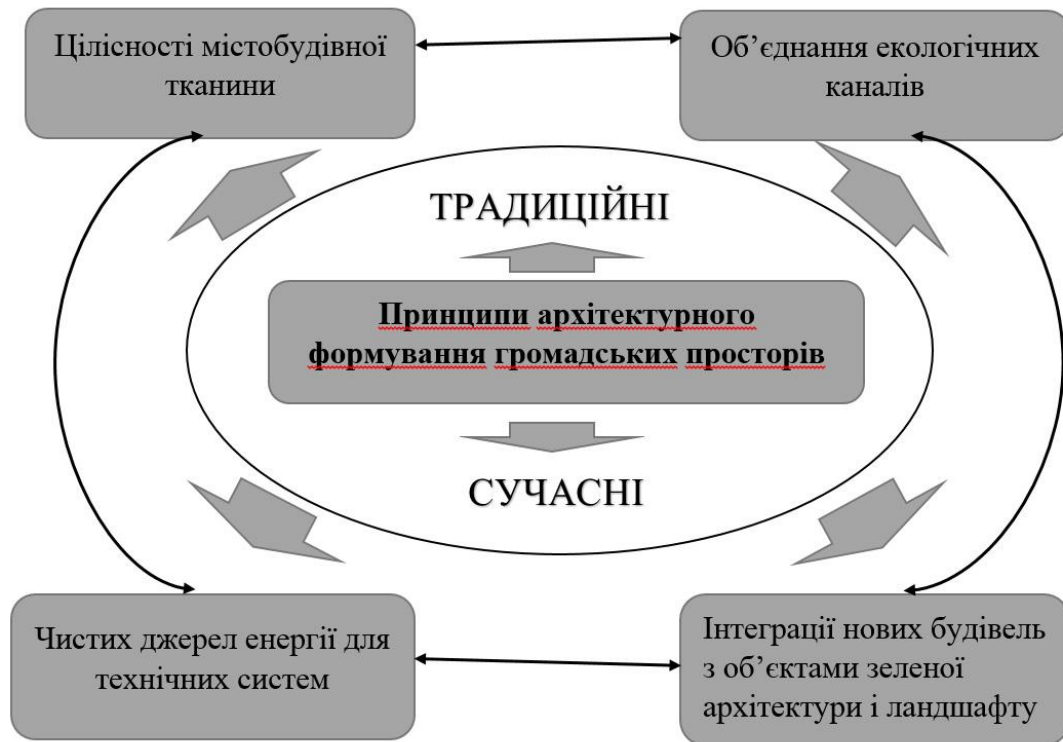 Цілісності містобудівної
тканини
Об’єднання екологічних
каналів
ТРАДИЦІЙНІ
Принципи архітектурного
формування громадських просторів
СУЧАСНІ
Чистих джерел енергії для
технічних систем
Інтеграції нових будівель
з об’єктами зеленої
архітектури і ландшафту